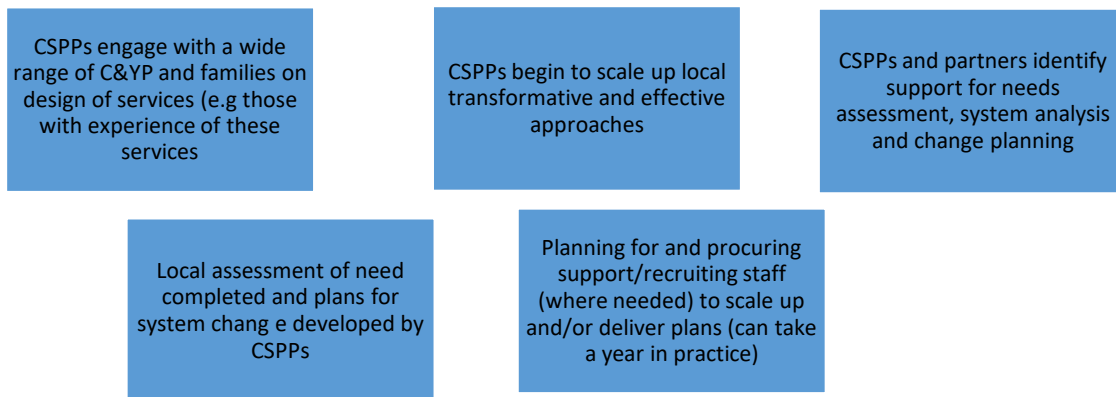 CSPPs engage with a wide
range of C&YP and families on
design of services (e.g those
with experience of these
services
CSPPs begin to scale up local
transformative and effective
approaches
CSPPs and partners identify
support for needs
assessment, system analysis
and change planning
Local assessment of need
completed and plans for
system chang e developed by
CSPPs
Planning for and procuring
support/recruiting staff
(where needed) to scale up
and/or deliver plans (can take
a year in practice)